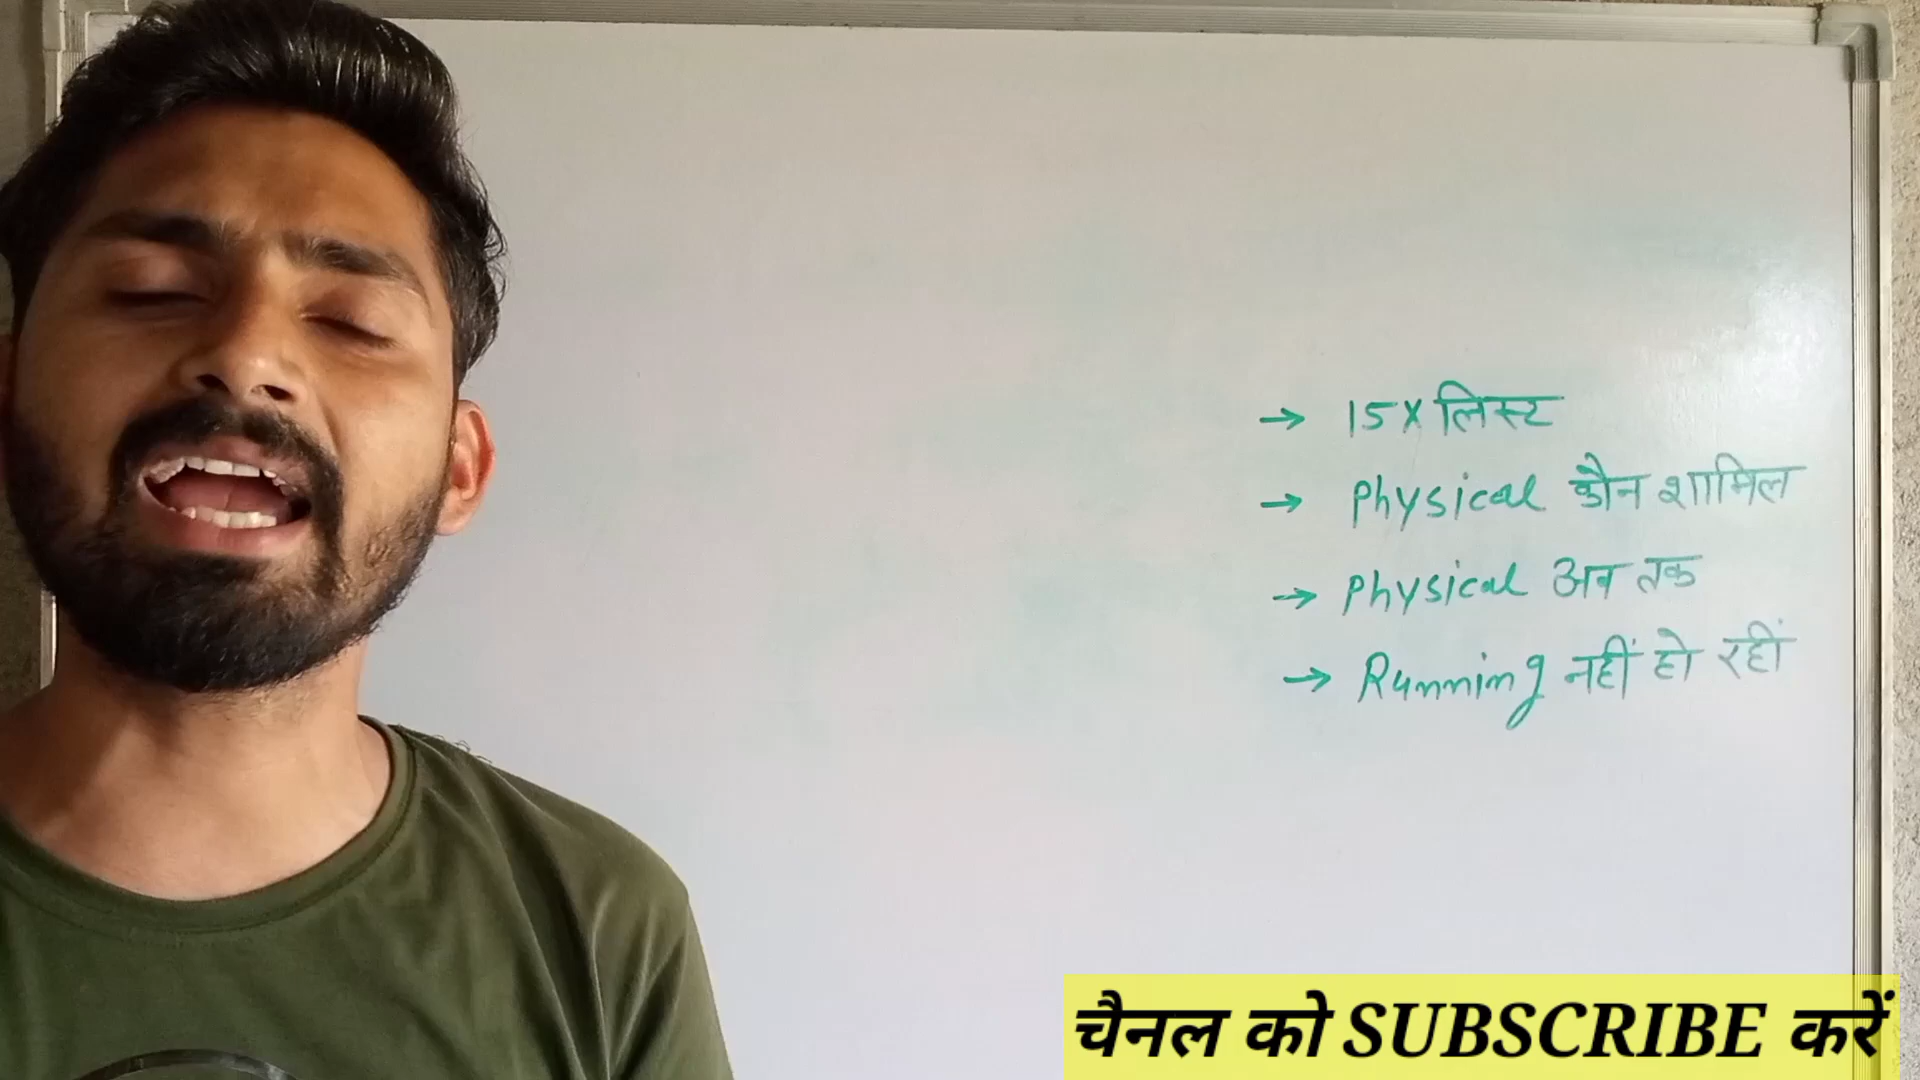 → 15X लिस्ट
→ Physical कौन शामिल
→ Physical अब तक
→ Running नहीं हो रहीं
चैनल को SUBSCRIBE करें